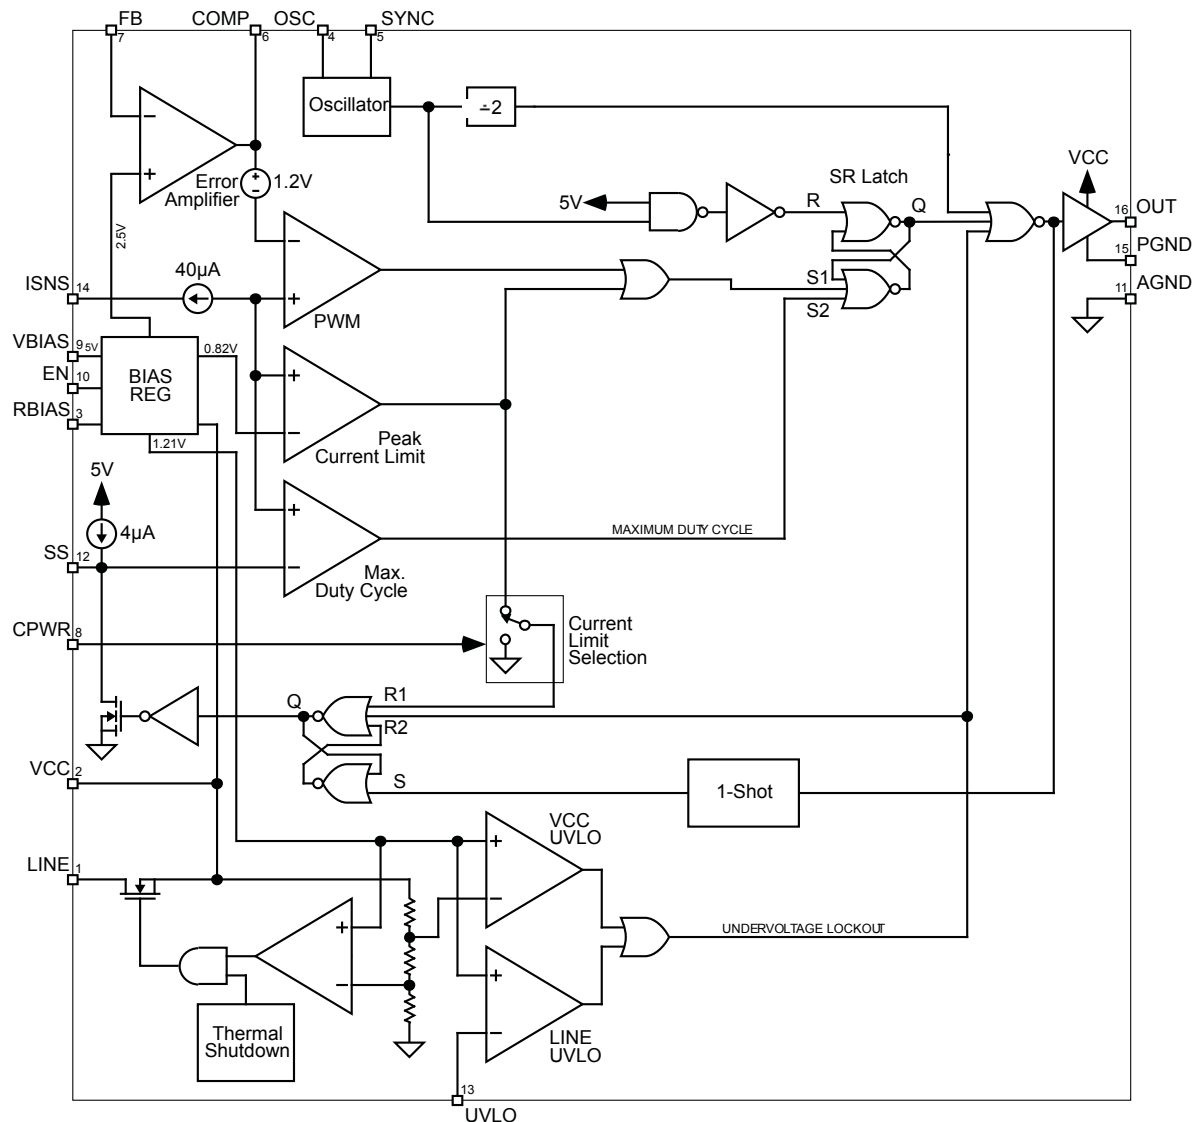 FB
COMP
OSC
SYNC
7
6
4
5
Oscillator
÷2
VCC
SR Latch
Error
Amplifier
1.2V
5V
R
Q
OUT
16
PGND
15
AGND
11
2.5V
40µA
ISNS
14
S1
S2
PWM
VBIAS
9
5V
0.82V
EN
10
BIAS
REG
RBIAS
3
1.21V
Peak
Current Limit
5V
4µA
MAXIMUM DUTY CYCLE
SS
12
Max.
Duty Cycle
CPWR
8
Current
Limit
Selection
Q
R1
R2
VCC
2
S
1-Shot
VCC
UVLO
LINE
1
UNDERVOLTAGE LOCKOUT
Thermal
Shutdown
LINE
UVLO
13
UVLO